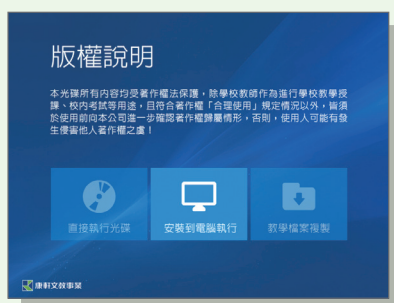 版權說明
本光碟所有內容均受著作權法保護，除學校教師作為進行學校教學授
課、校內考試等用途，且符合著作權「合理使用」規定情況以外，皆須
於使用前向本公司進一步確認著作權歸屬情形，否則，使用人可能有發
生侵害他人著作權之虞！
直接執行光碟
安裝到電腦執行
教學檔案複製
康軒文教事業